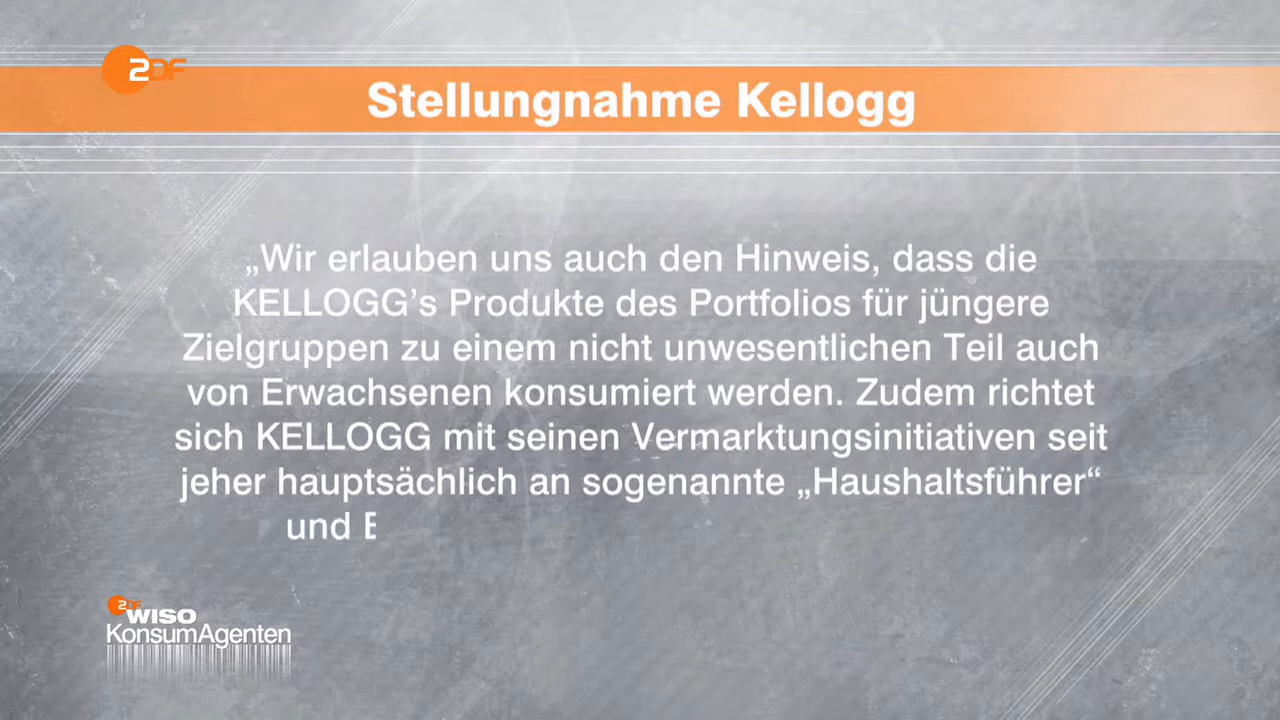 ZDF
Stellungnahme Kellogg
„Wir erlauben uns auch den Hinweis, dass die
KELLOGG’s Produkte des Portfolios für jüngere
Zielgruppen zu einem nicht unwesentlichen Teil auch
von Erwachsenen konsumiert werden. Zudem richtet
sich KELLOGG mit seinen Vermarktungsinitiativen seit
jeher hauptsächlich an sogenannte „Haushaltsführer“
und
ZDF
WISO
KonsumAgenten